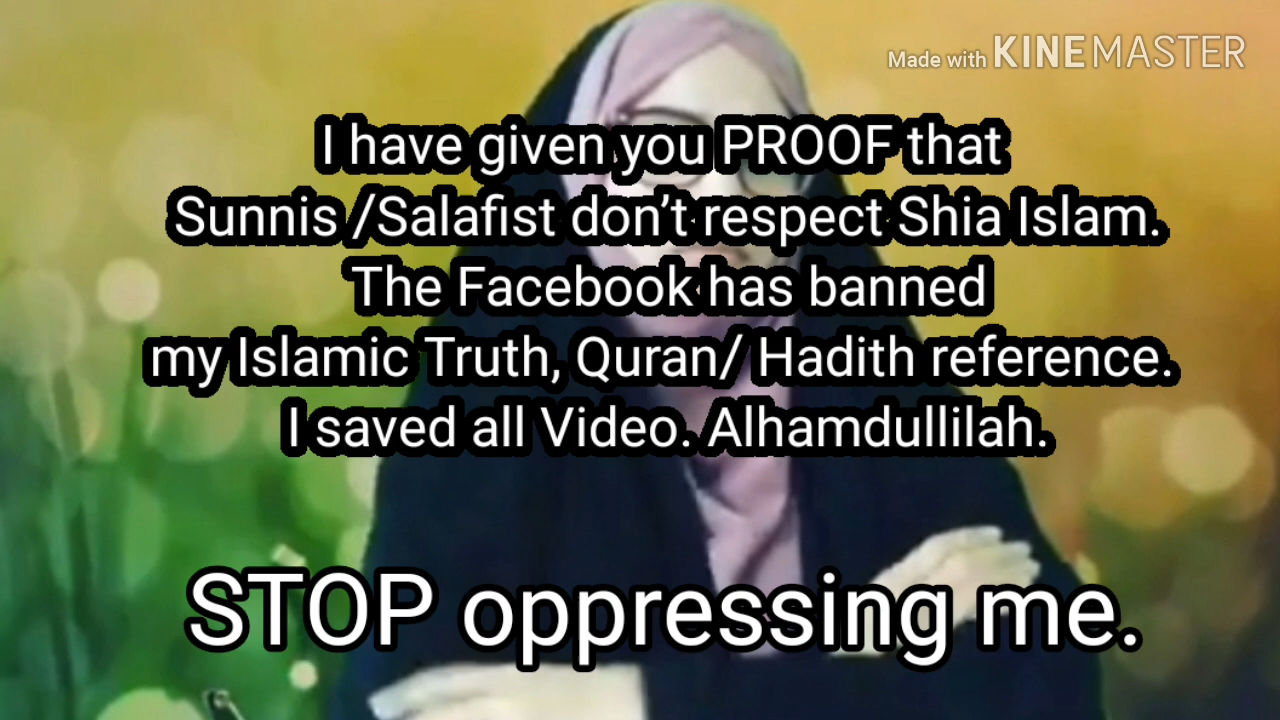 Made with KINEMASTER
I have given you PROOF that
Sunnis /Salafist don't respect Shia Islam.
The Facebook has banned
my Islamic Truth, Quran/ Hadith reference.
I saved all Video. Alhamdullilah.
STOP oppressing me.